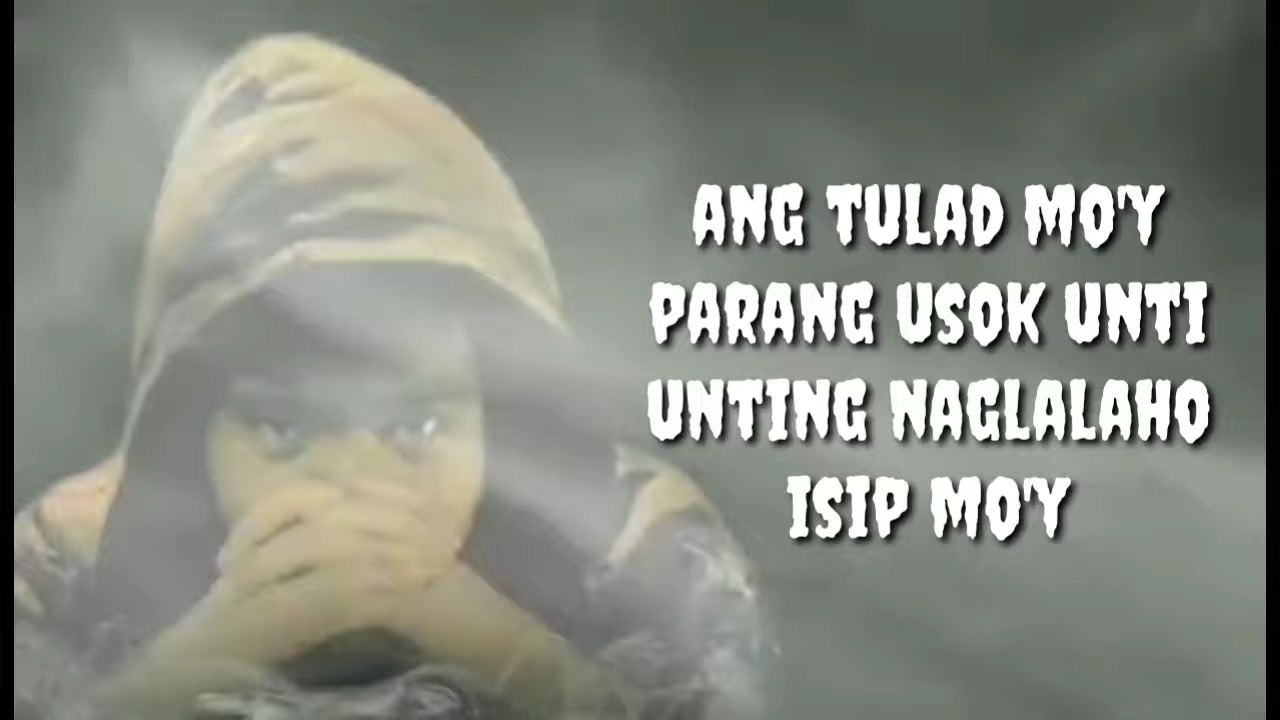 ANG TULAD MO'Y
PARANG USOK UNTI
UNTING NAGLALAHO
ISIP MO'Y